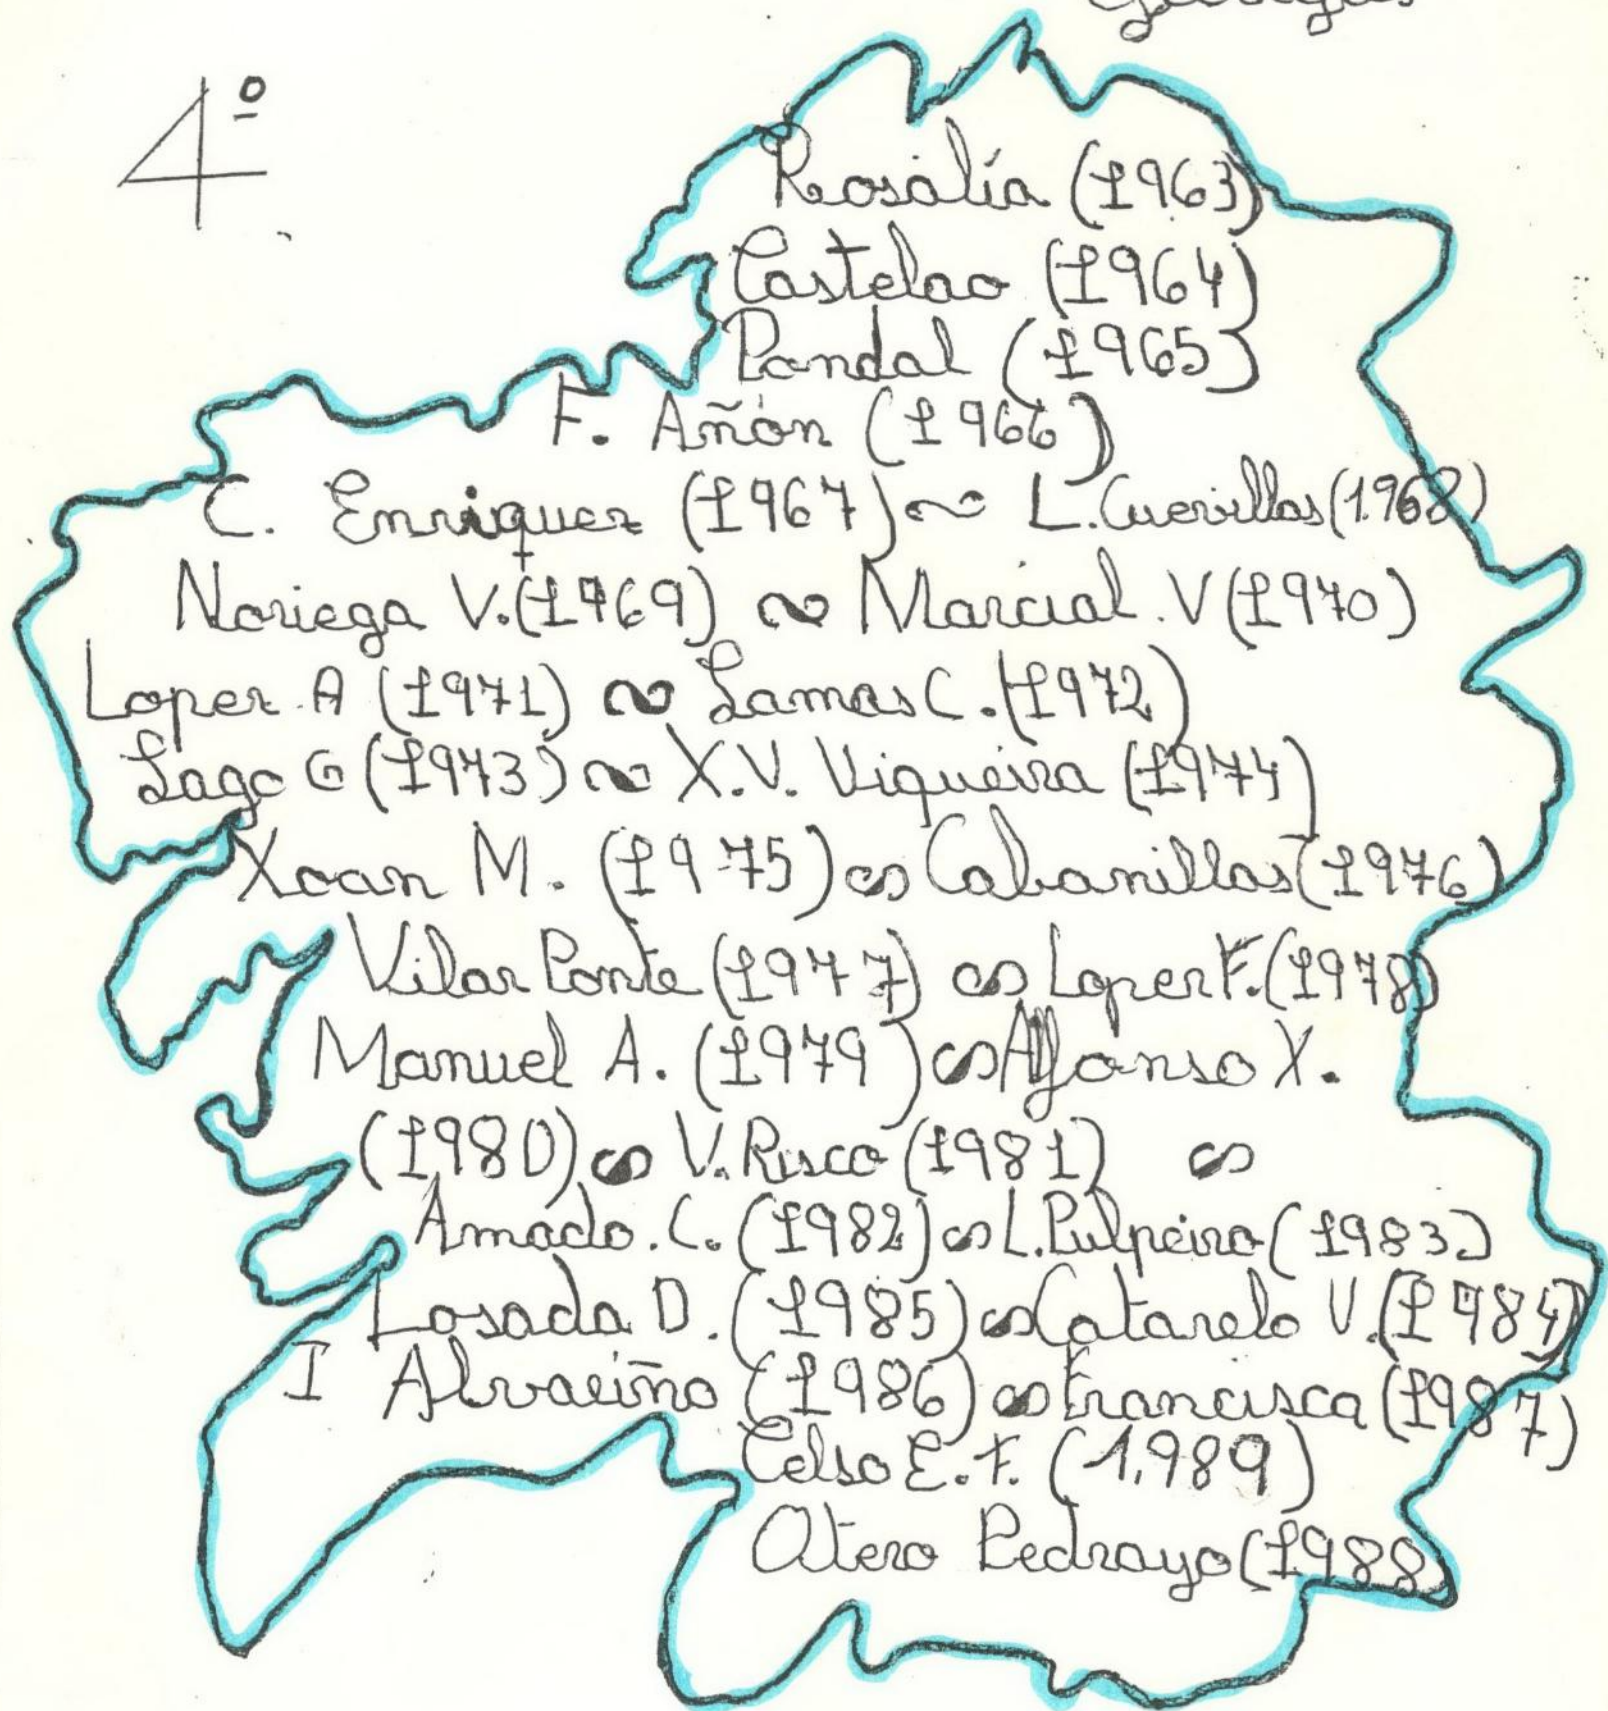 4º
Rosalía (1963)
Castelao (1964)
Pondal (1965)
F. Añón (1966)
C. Enriquez (1967) ~ L. Cuevillas (1968)
Noriega V. (1969) ~ Marcial. V (1970)
Lopez. A (1971) ~ Lamas C. (1972)
Lago G (1973) ~ X.V. Viqueira (1974)
Xoan M. (1975) ~ Cabanillas (1976)
Vilar Ponte (1977) ~ Lopez F. (1978)
Manuel A. (1979) ~ Alfonso X.
(1980) ~ V. Risco (1981) ~
Amado. C. (1982) ~ L. Pulpeiro (1983)
Losada D. (1985) ~ Cotarelo V. (1984)
I Alvariño (1986) ~ Francisca (1987)
Celso E. F. (1.989)
Otero Pedrayo (1988)